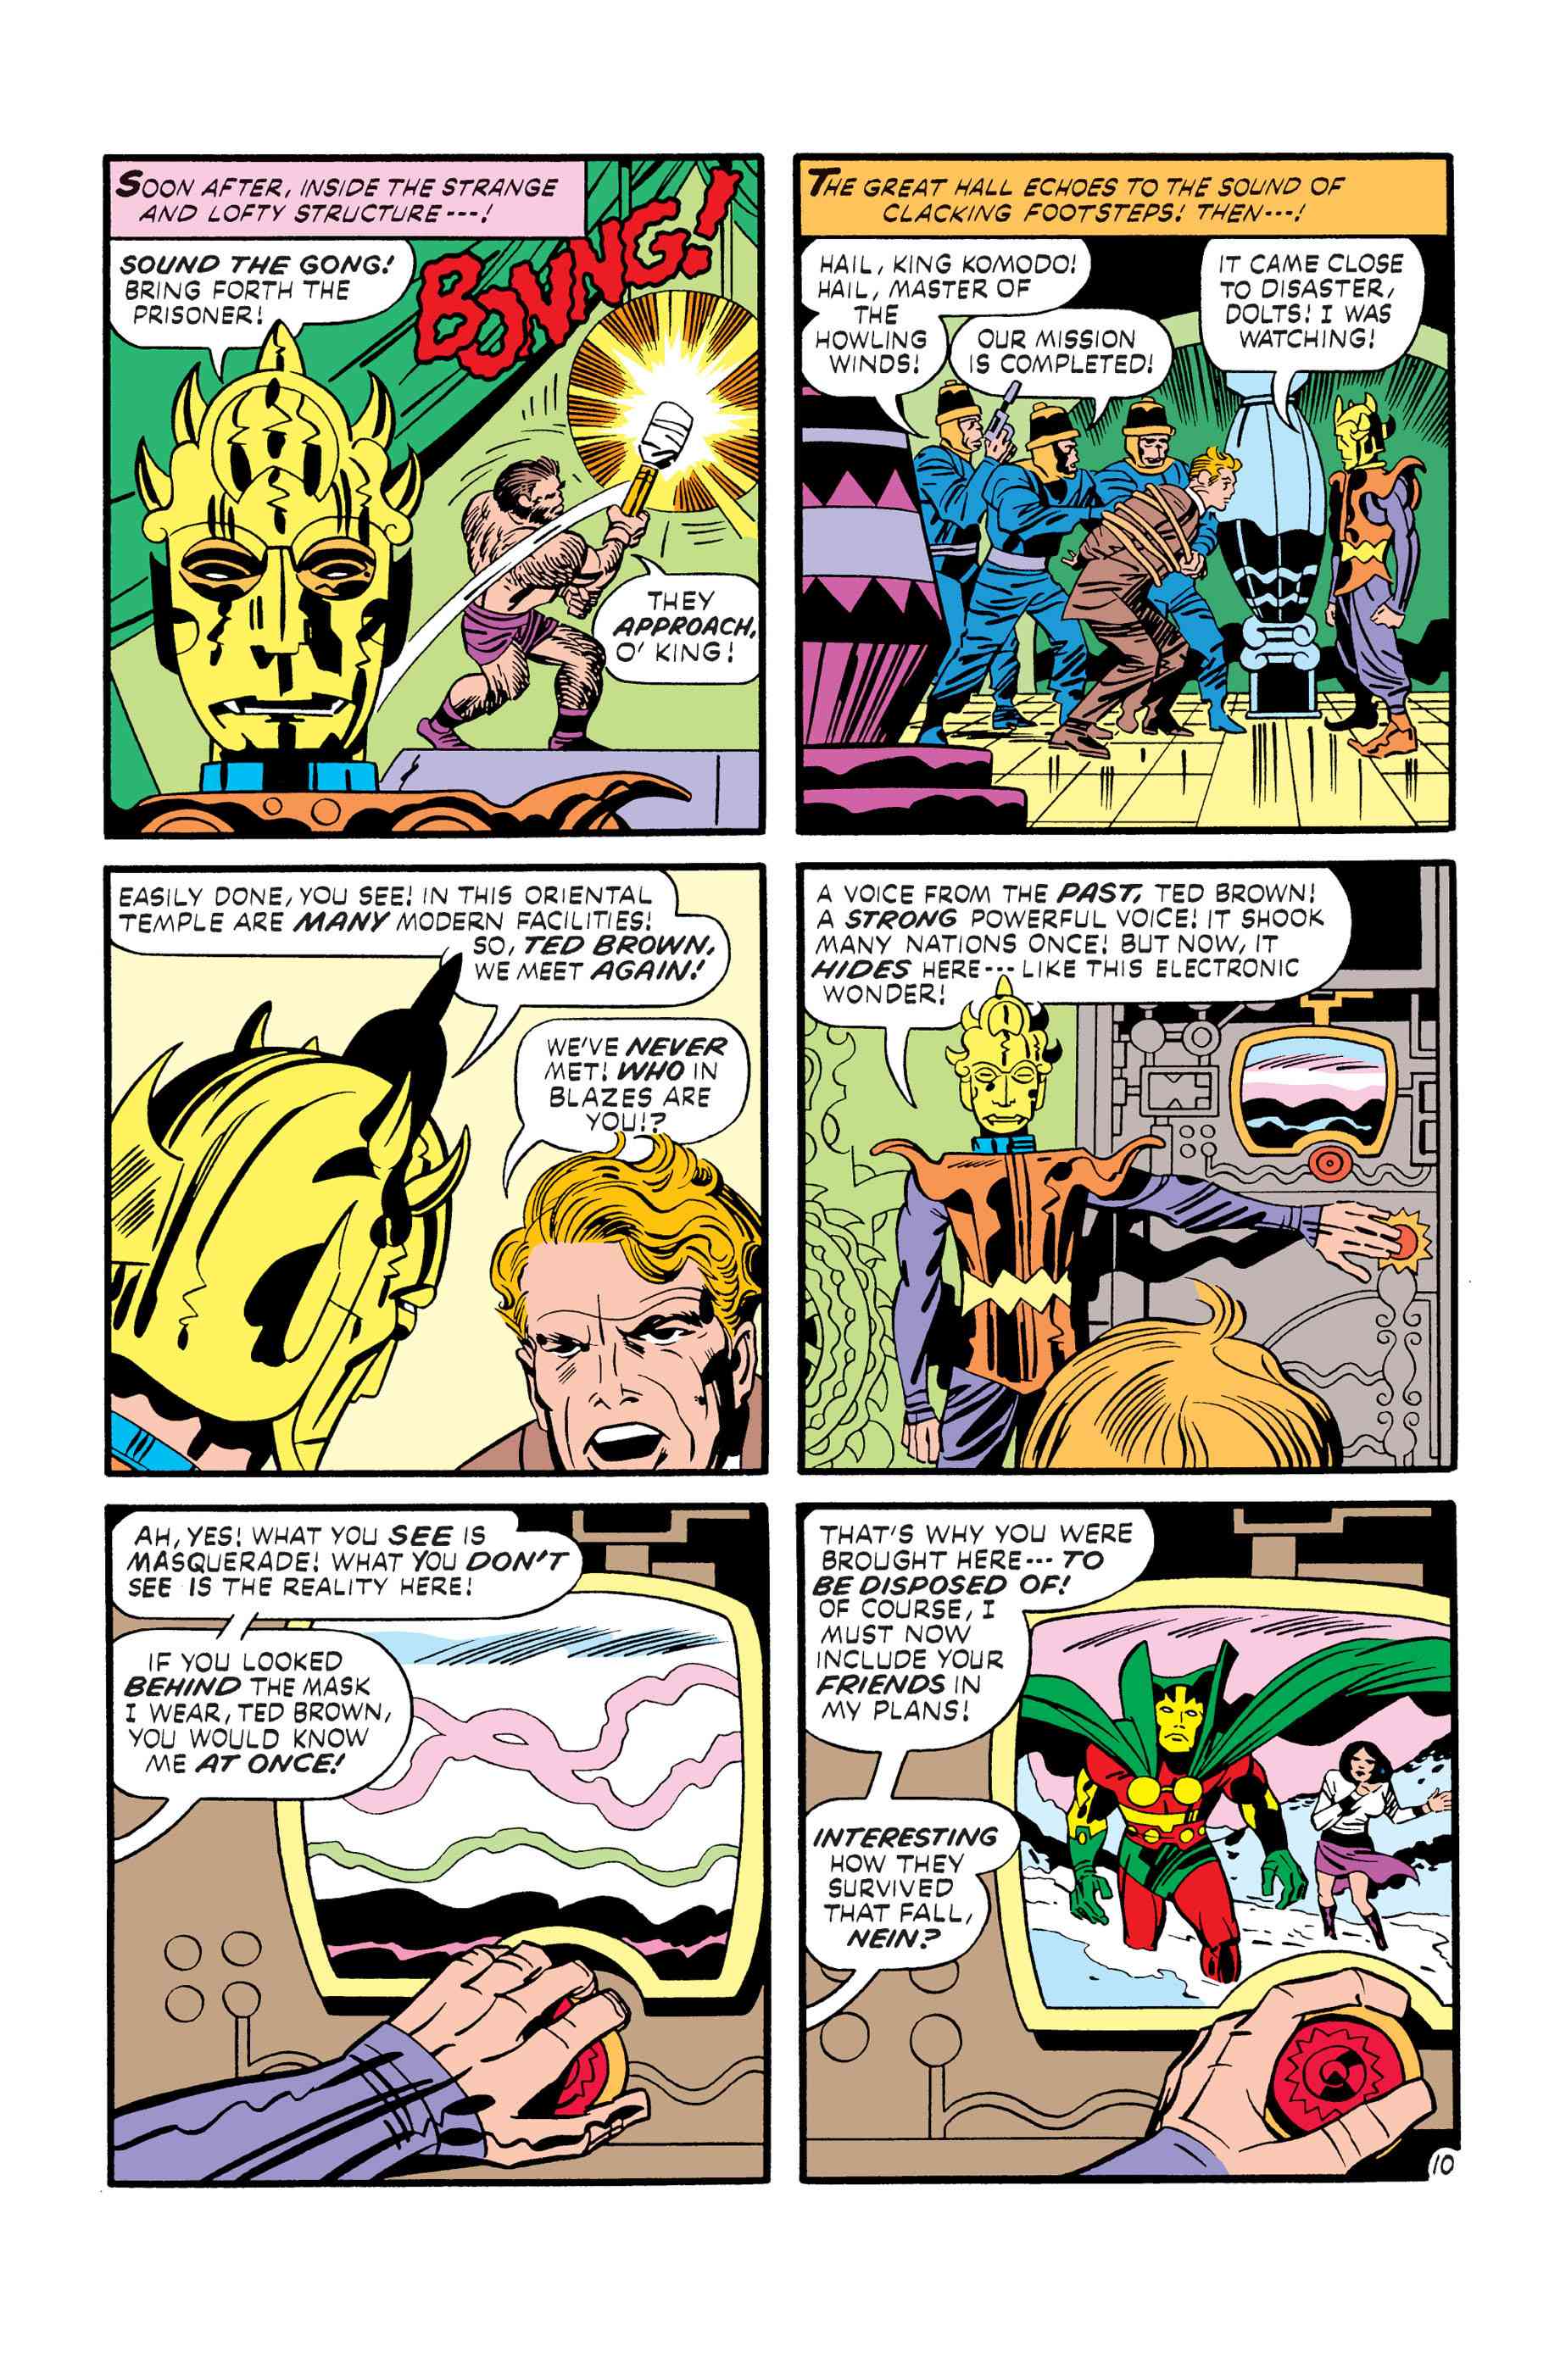 SOON AFTER, INSIDE THE STRANGE
AND LOFTY STRUCTURE---!
SOUND THE GONG!
BRING FORTH THE
PRISONER!
BONNG!
THEY
APPROACH,
O' KING!
THE GREAT HALL ECHOES TO THE SOUND OF
CLACKING FOOTSTEPS! THEN---!
HAIL, KING KOMODO!
HAIL, MASTER OF
THE
HOWLING
WINDS!
OUR MISSION
IS COMPLETED!
IT CAME CLOSE
TO DISASTER,
DOLTS! I WAS
WATCHING!
EASILY DONE, YOU SEE! IN THIS ORIENTAL
TEMPLE ARE MANY MODERN FACILITIES!
SO, TED BROWN,
WE MEET AGAIN!
WE'VE NEVER
MET! WHO IN
BLAZES ARE
YOU!?
A VOICE FROM THE PAST, TED BROWN!
A STRONG POWERFUL VOICE! IT SHOOK
MANY NATIONS ONCE! BUT NOW, IT
HIDES HERE--- LIKE THIS ELECTRONIC
WONDER!
AH, YES! WHAT YOU SEE IS
MASQUERADE! WHAT YOU DON'T
SEE IS THE REALITY HERE!
IF YOU LOOKED
BEHIND THE MASK
I WEAR, TED BROWN,
YOU WOULD KNOW
ME AT ONCE!
THAT'S WHY YOU WERE
BROUGHT HERE--- TO
BE DISPOSED OF!
OF COURSE, I
MUST NOW
INCLUDE YOUR
FRIENDS IN
MY PLANS!
INTERESTING
HOW THEY
SURVIVED
THAT FALL,
NEIN?
10